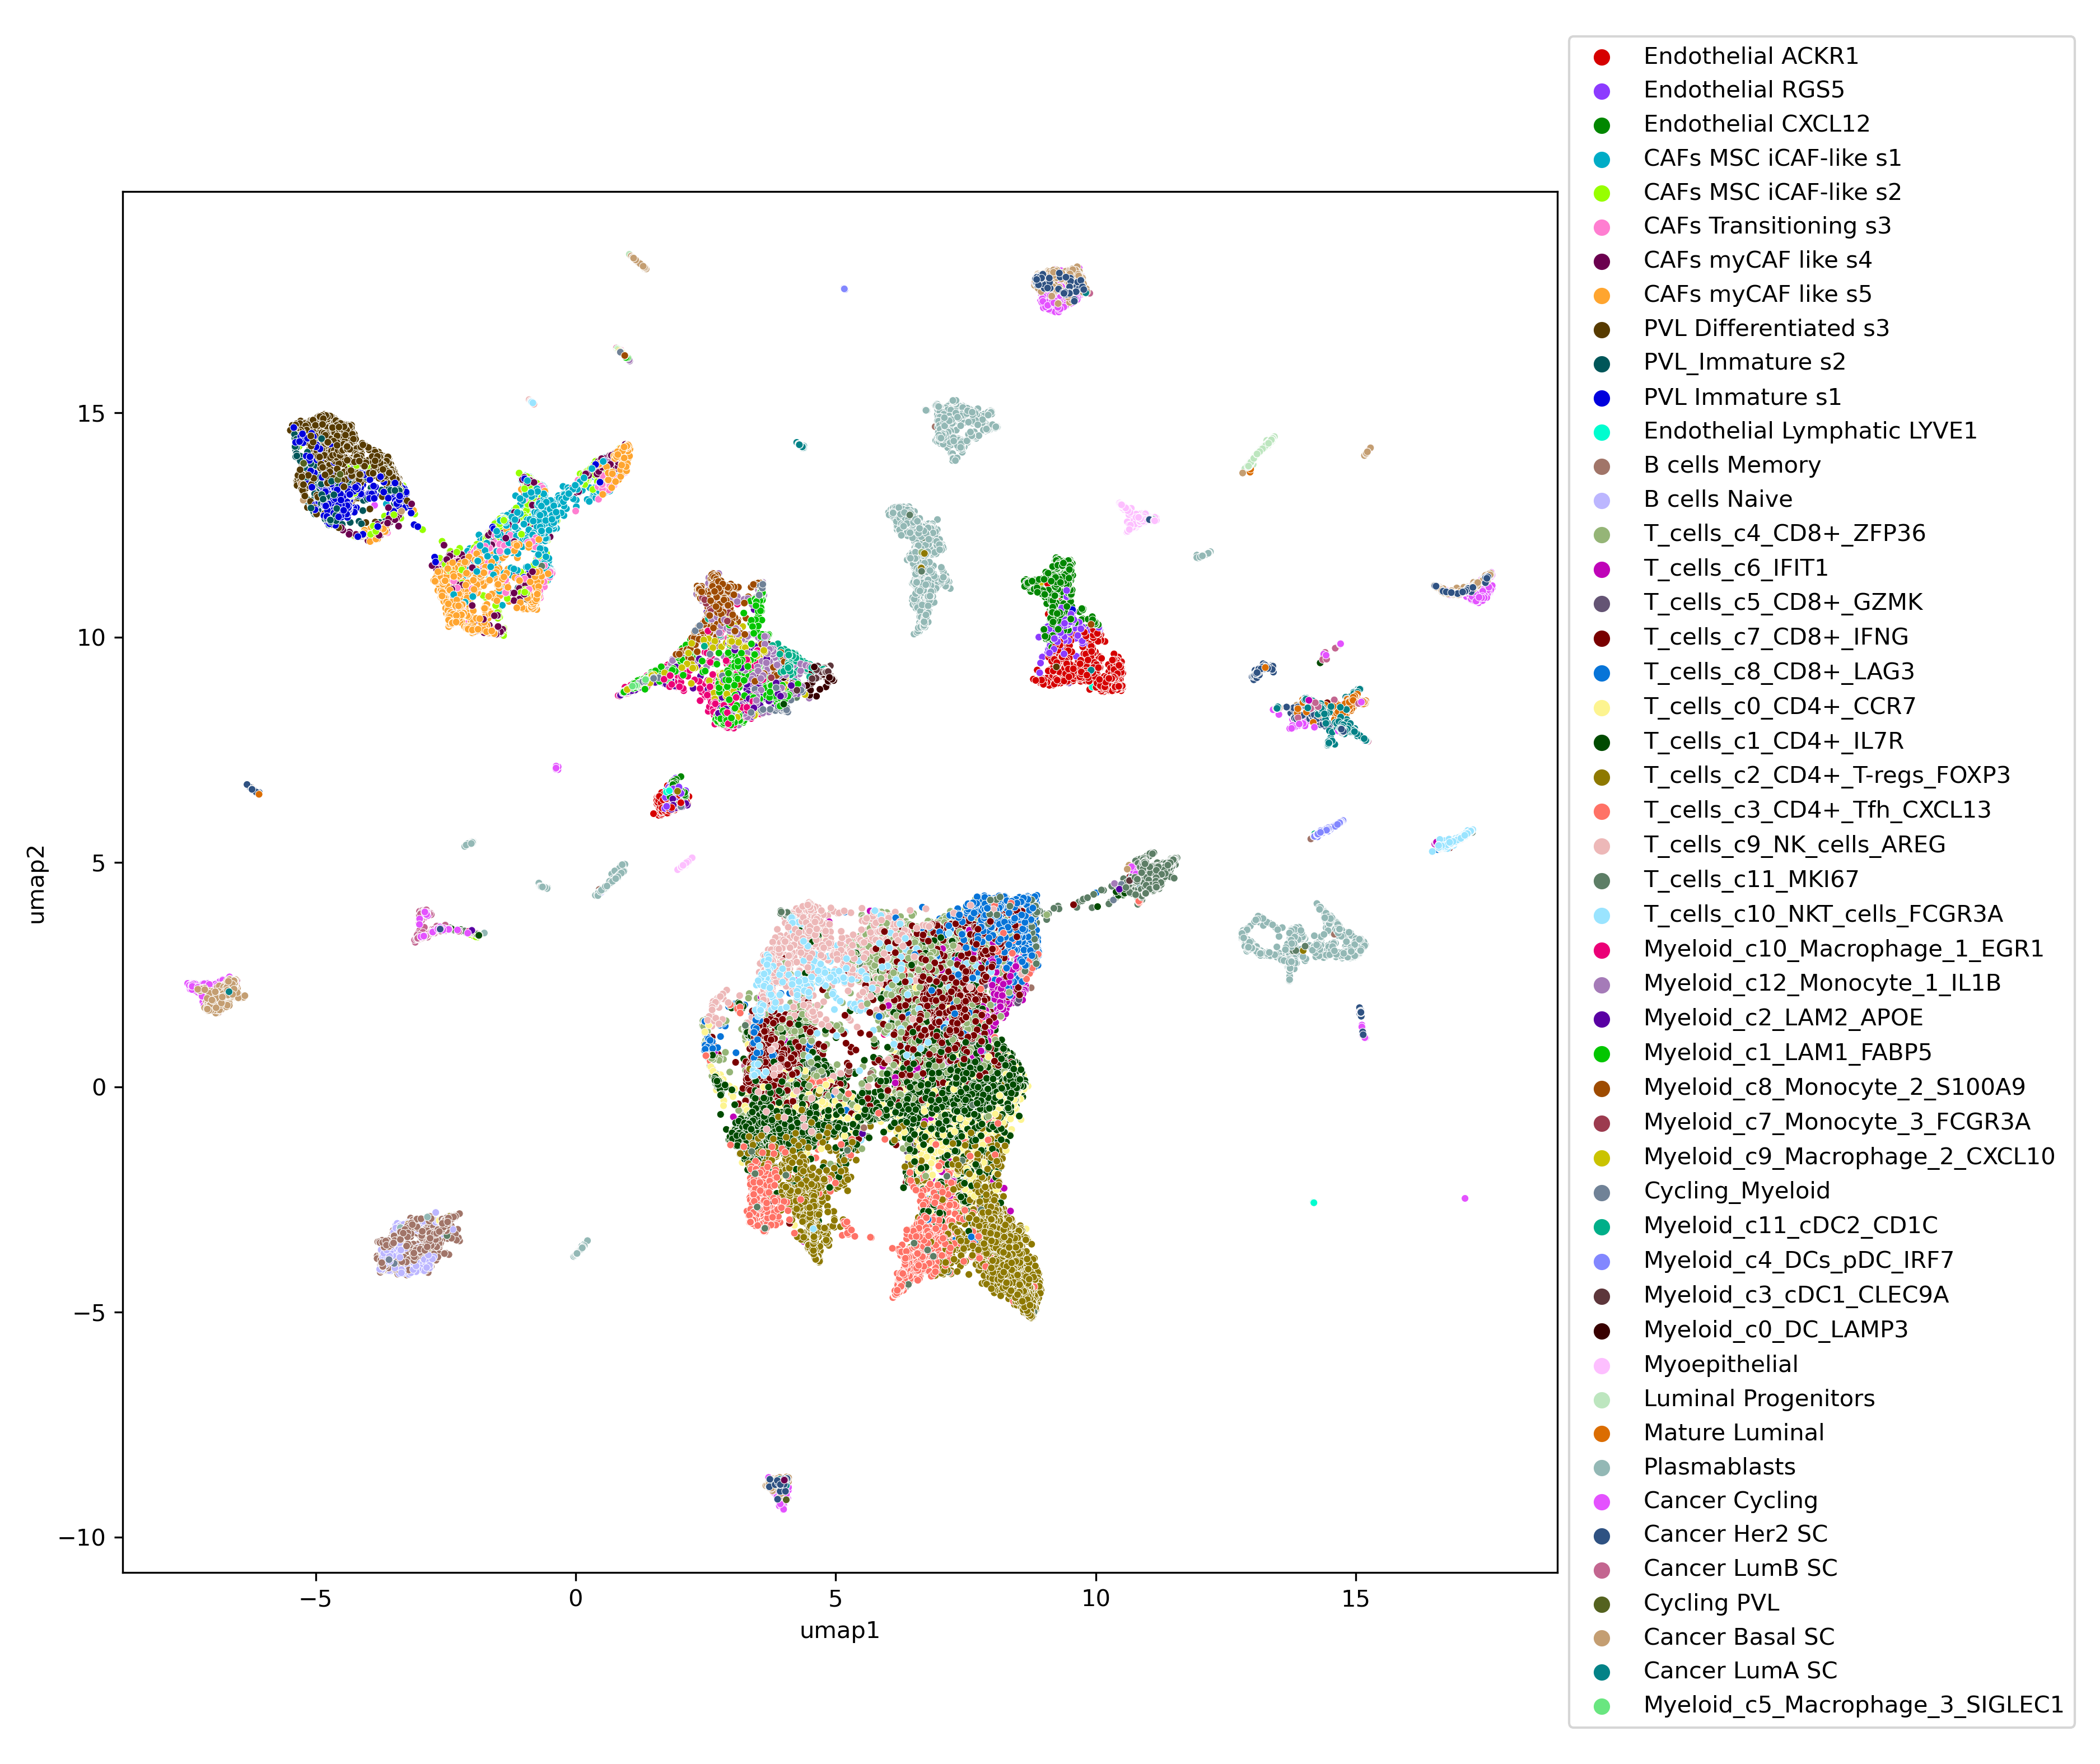 Endothelial ACKR1
Endothelial RGS5
Endothelial CXCL12
CAFs MSC iCAF-like s1
CAFs MSC iCAF-like s2
CAFs Transitioning s3
CAFs myCAF like s4
CAFs myCAF like s5
PVL Differentiated s3
PVL_Immature s2
PVL Immature s1
Endothelial Lymphatic LYVE1
B cells Memory
B cells Naive
T_cells_c4_CD8+_ZFP36
T_cells_c6_IFIT1
T_cells_c5_CD8+_GZMK
T_cells_c7_CD8+_IFNG
T_cells_c8_CD8+_LAG3
T_cells_c0_CD4+_CCR7
T_cells_c1_CD4+_IL7R
T_cells_c2_CD4+_T-regs_FOXP3
T_cells_c3_CD4+_Tfh_CXCL13
T_cells_c9_NK_cells_AREG
T_cells_c11_MKI67
T_cells_c10_NKT_cells_FCGR3A
Myeloid_c10_Macrophage_1_EGR1
Myeloid_c12_Monocyte_1_IL1B
Myeloid_c2_LAM2_APOE
Myeloid_c1_LAM1_FABP5
Myeloid_c8_Monocyte_2_S100A9
Myeloid_c7_Monocyte_3_FCGR3A
Myeloid_c9_Macrophage_2_CXCL10
Cycling_Myeloid
Myeloid_c11_cDC2_CD1C
Myeloid_c4_DCs_pDC_IRF7
Myeloid_c3_cDC1_CLEC9A
Myeloid_c0_DC_LAMP3
Myoepithelial
Luminal Progenitors
Mature Luminal
Plasmablasts
Cancer Cycling
Cancer Her2 SC
Cancer LumB SC
Cycling PVL
Cancer Basal SC
Cancer LumA SC
Myeloid_c5_Macrophage_3_SIGLEC1
15
10
5
0
−5
−10
umap2
−5 0 5 10 15
umap1